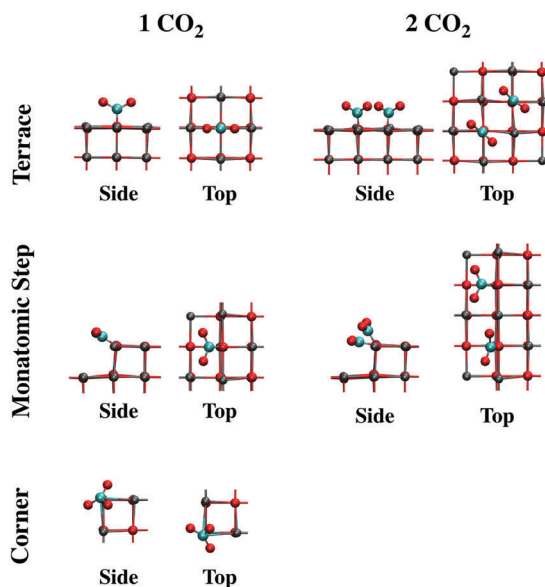 1 CO₂
2 CO₂
Terrace
Side
Top
Side
Top
Monatomic Step
Side
Top
Side
Top
Corner
Side
Top